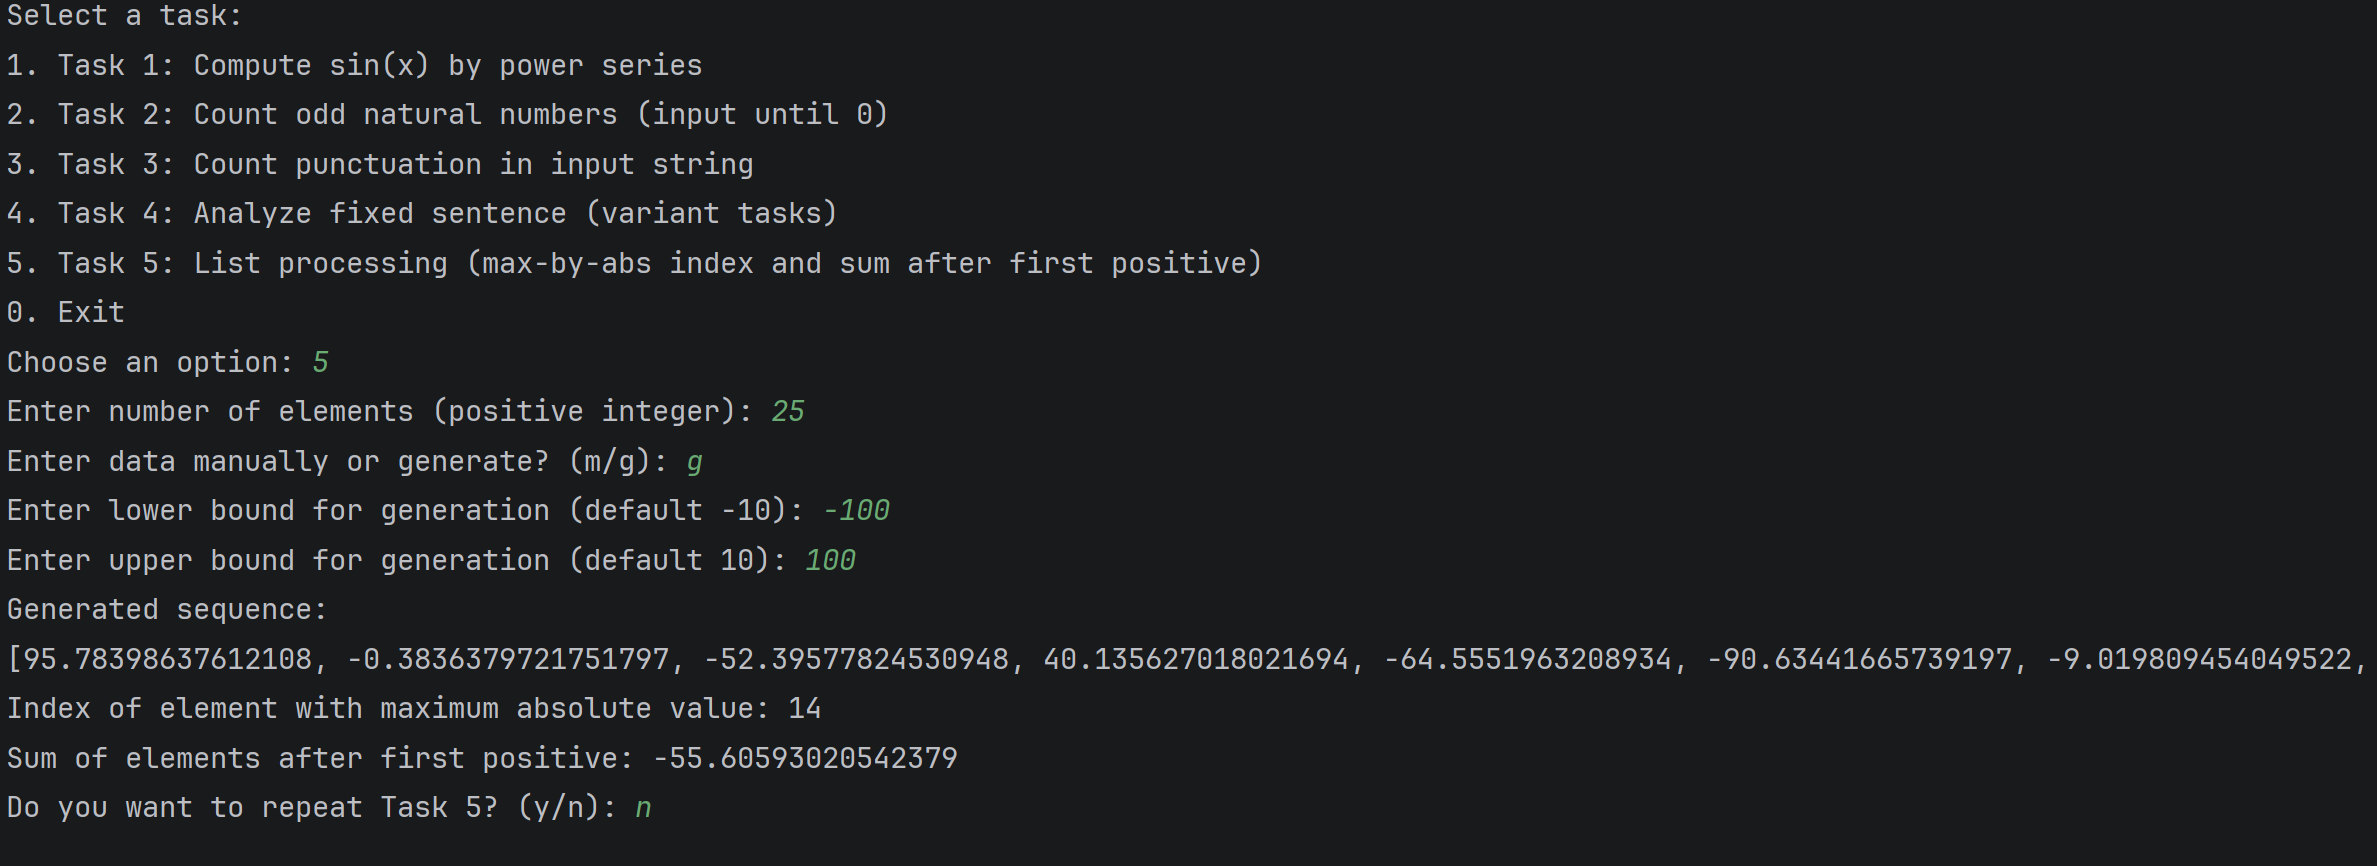 Select a task:
1. Task 1: Compute sin(x) by power series
2. Task 2: Count odd natural numbers (input until 0)
3. Task 3: Count punctuation in input string
4. Task 4: Analyze fixed sentence (variant tasks)
5. Task 5: List processing (max-by-abs index and sum after first positive)
0. Exit
Choose an option: 5
Enter number of elements (positive integer): 25
Enter data manually or generate? (m/g): g
Enter lower bound for generation (default -10): -100
Enter upper bound for generation (default 10): 100
Generated sequence:
[95.78398637612108, -0.3836379721751797, -52.39577824530948, 40.135627018021694, -64.5551963208934, -90.63441665739197, -9.019809454049522,
Index of element with maximum absolute value: 14
Sum of elements after first positive: -55.60593020542379
Do you want to repeat Task 5? (y/n): n